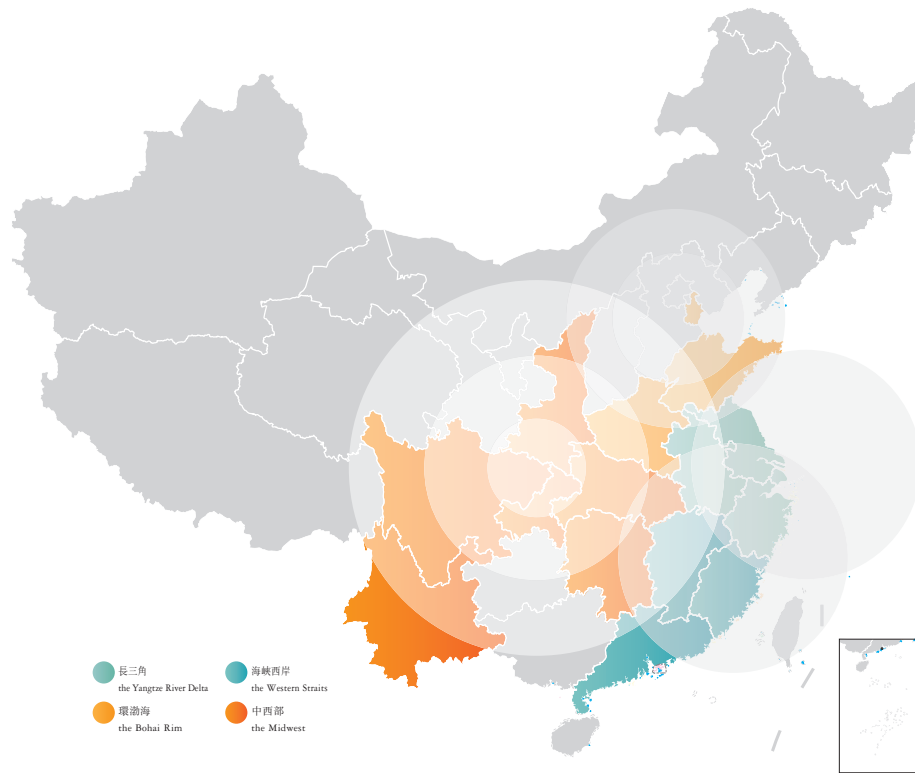 長三角
the Yangtze River Delta
海峽西岸
the Western Straits
環渤海
the Bohai Rim
中西部
the Midwest